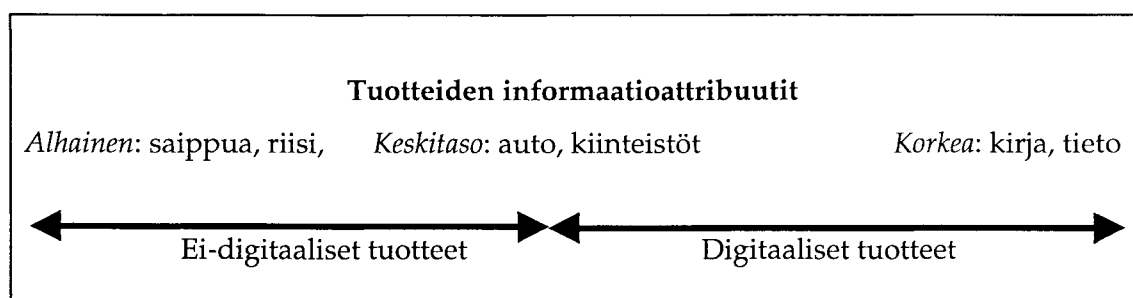 Tuotteiden informaatioattribuutit
Alhainen: saippua, riisi, Keskitaso: auto, kiinteistöt Korkea: kirja, tieto
Ei-digitaaliset tuotteet Digitaaliset tuotteet